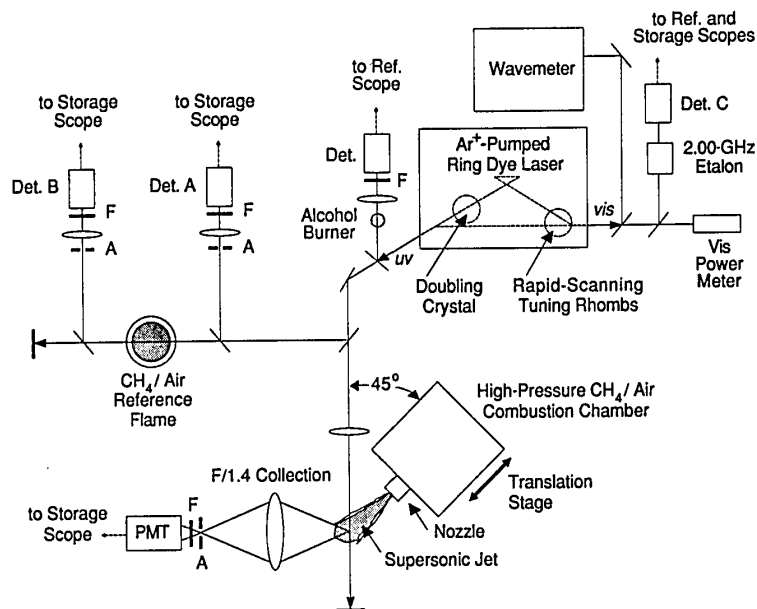 to Ref. and
Storage Scopes
Wavemeter
to Ref.
Scope
to Storage
Scope
to Storage
Scope
Det. C
2.00-GHz
Etalon
Ar⁺-Pumped
Ring Dye Laser
Det.
F
Det. B
Det. A
F
F
A
A
Alcohol
Burner
vis
uv
Doubling
Crystal
Rapid-Scanning
Tuning Rhombs
Vis
Power
Meter
CH₄ / Air
Reference
Flame
45°
High-Pressure CH₄ / Air
Combustion Chamber
F/1.4 Collection
Translation
Stage
to Storage
Scope
PMT
F
A
Nozzle
Supersonic Jet